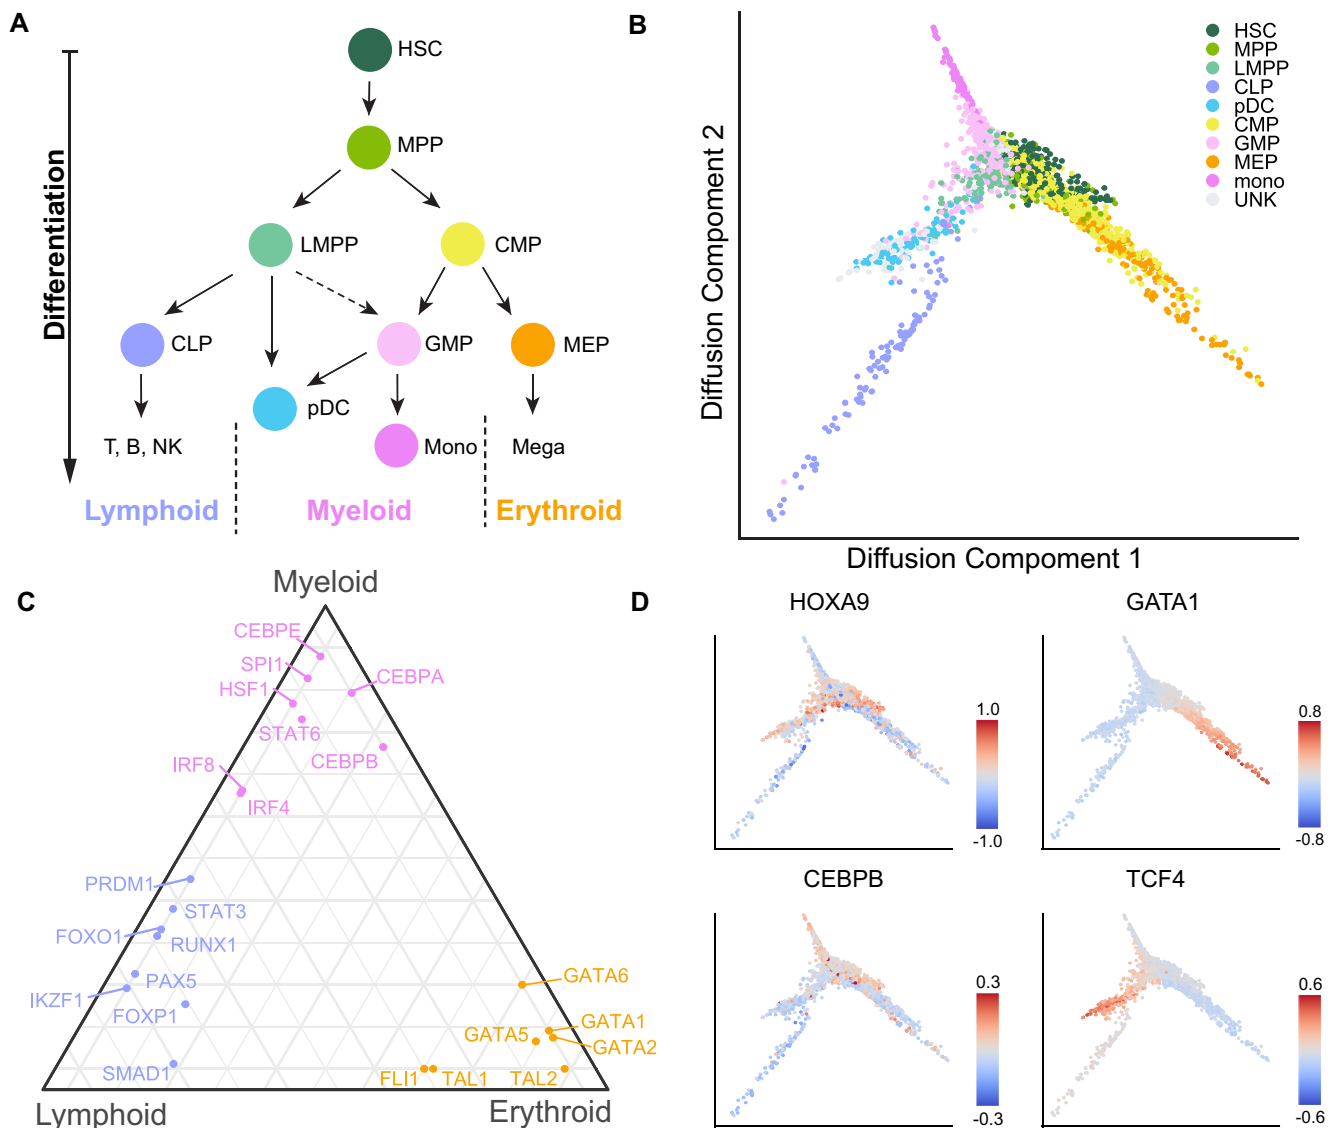 A
HSC
MPP
LMPP
CMP
CLP
GMP
MEP
pDC
T, B, NK
Mono
Mega
Lymphoid
Myeloid
Erythroid
Differentiation
B
HSC
MPP
LMPP
CLP
pDC
CMP
GMP
MEP
mono
UNK
Diffusion Compoment 2
Diffusion Compoment 1
C
Myeloid
CEBPE
SPI1
CEBPA
HSF1
STAT6
CEBPB
IRF8
IRF4
PRDM1
STAT3
FOXO1
RUNX1
PAX5
IKZF1
FOXP1
SMAD1
GATA6
GATA1
GATA5
GATA2
FLI1
TAL1
TAL2
Lymphoid
Erythroid
D
HOXA9
1.0
-1.0
GATA1
0.8
-0.8
CEBPB
0.3
-0.3
TCF4
0.6
-0.6